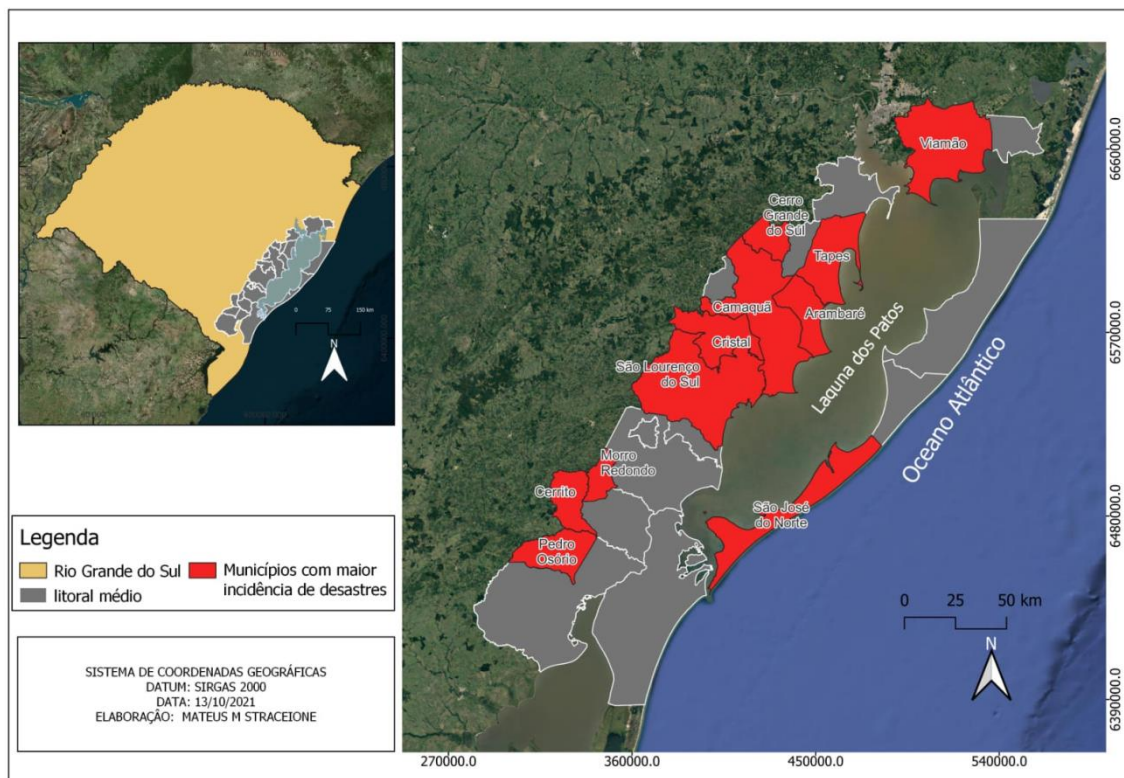 0 75 150 km
N
Viamão
Cerro
Grande
do Sul
Tapes
Camaquã
Arambaré
Cristal
São Lourenço
do Sul
Laguna dos Patos
Oceano Atlântico
Morro
Redondo
Cerrito
São José
do Norte
Pedro
Osório
0 25 50 km
N
6660000.0
6570000.0
6480000.0
6390000.0
270000.0 360000.0 450000.0 540000.0
Legenda
Rio Grande do Sul
litoral médio
Municípios com maior
incidência de desastres
SISTEMA DE COORDENADAS GEOGRÁFICAS
DATUM: SIRGAS 2000
DATA: 13/10/2021
ELABORAÇÂO: MATEUS M STRACEIONE